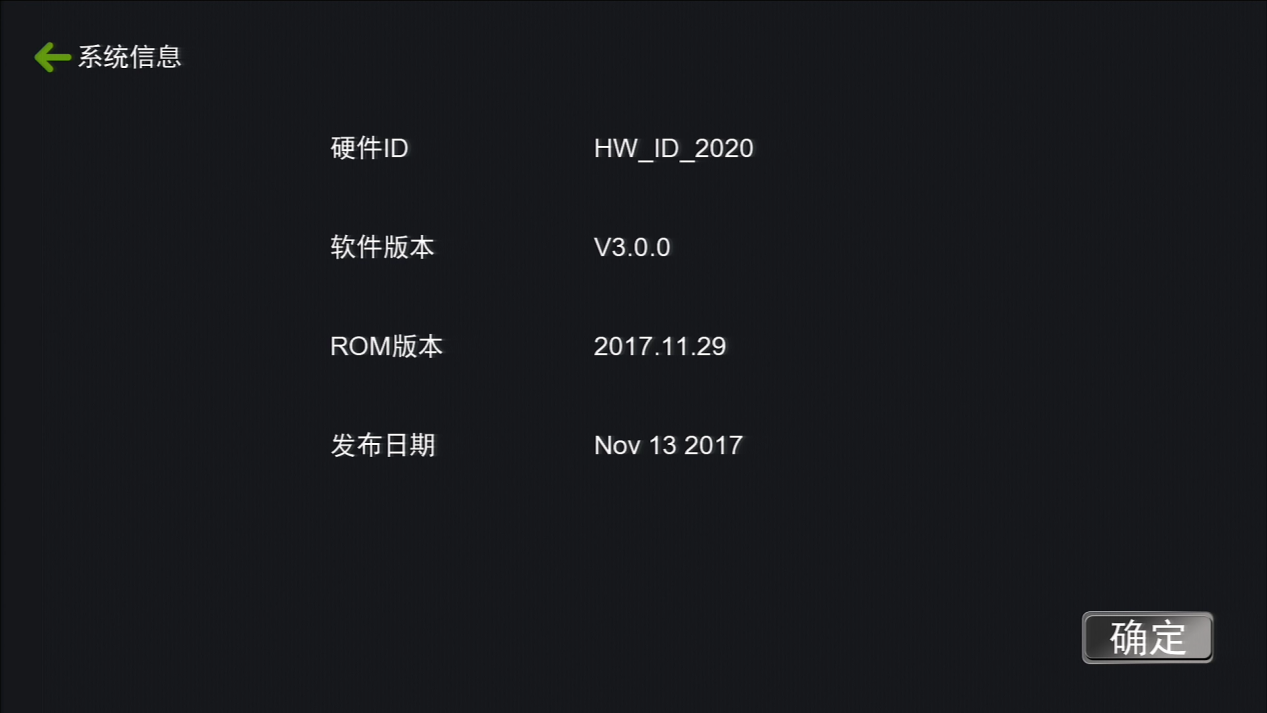 系统信息
硬件ID HW_ID_2020
软件版本 V3.0.0
ROM版本 2017.11.29
发布日期 Nov 13 2017
确定